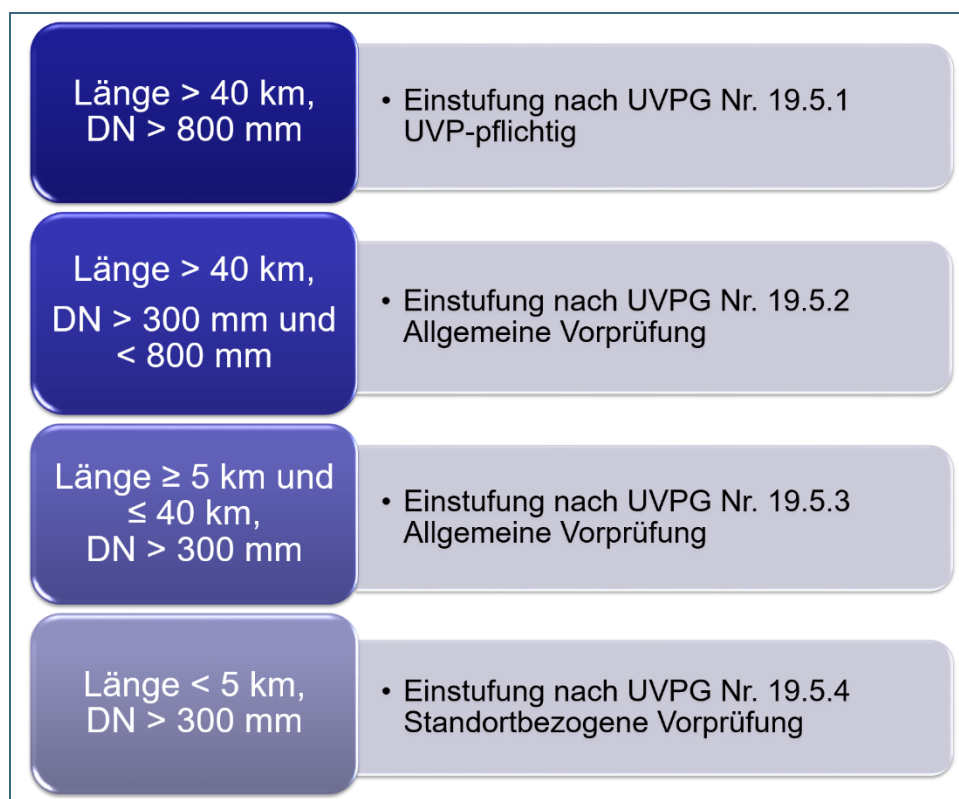 Länge > 40 km,
DN > 800 mm
• Einstufung nach UVPG Nr. 19.5.1
UVP-pflichtig
Länge > 40 km,
DN > 300 mm und
< 800 mm
• Einstufung nach UVPG Nr. 19.5.2
Allgemeine Vorprüfung
Länge ≥ 5 km und
≤ 40 km,
DN > 300 mm
• Einstufung nach UVPG Nr. 19.5.3
Allgemeine Vorprüfung
Länge < 5 km,
DN > 300 mm
• Einstufung nach UVPG Nr. 19.5.4
Standortbezogene Vorprüfung